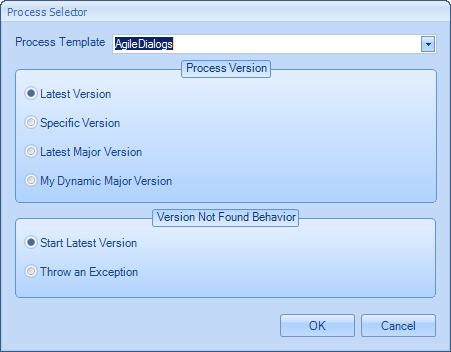 Process Selector
Process Template AgileDialogs
Process Version
Latest Version
Specific Version
Latest Major Version
My Dynamic Major Version
Version Not Found Behavior
Start Latest Version
Throw an Exception
OK Cancel